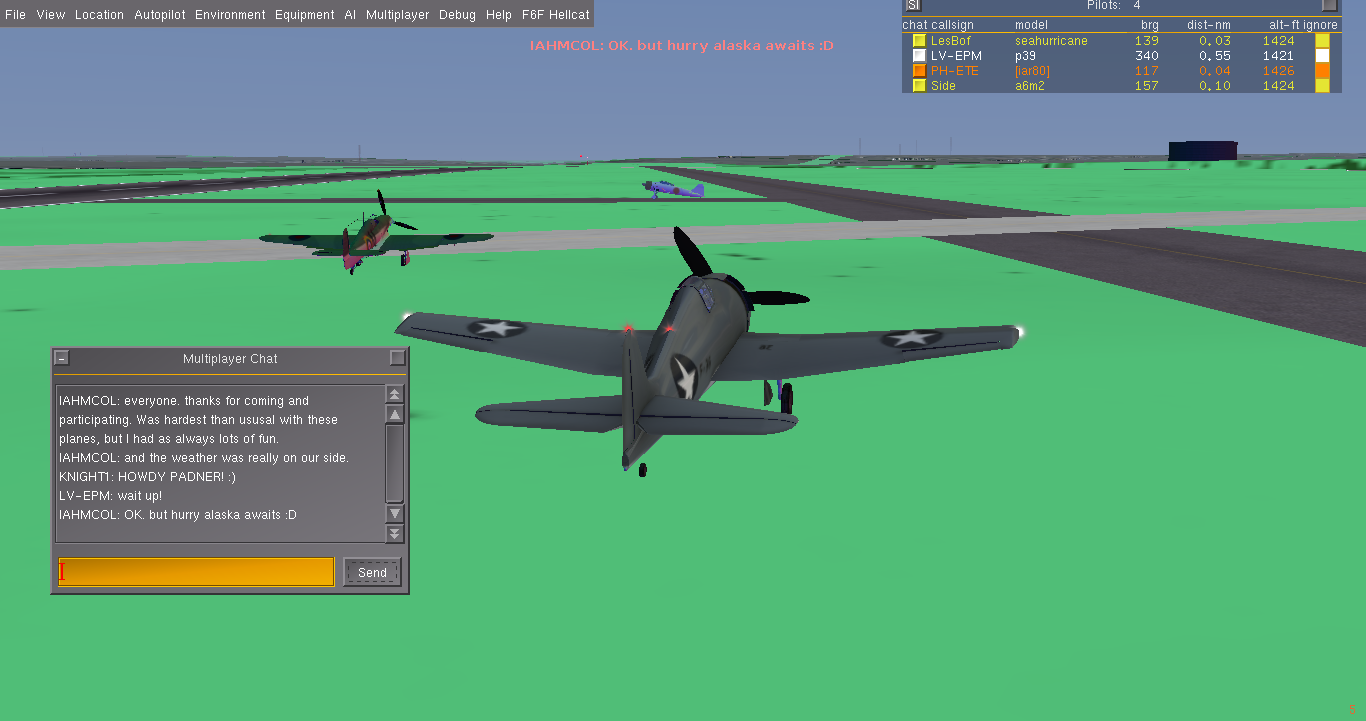 File View Location Autopilot Environment Equipment AI Multiplayer Debug Help F6F Hellcat
SI Pilots: 4
chat callsign model brg dist-nm alt-ft ignore
LesBof seahurricane 139 0.03 1424
LV-EPM p39 340 0.55 1421
PH-ETE [iar80] 117 0.04 1426
Side a6m2 157 0.10 1424
IAHMCOL: OK. but hurry alaska awaits :D
Multiplayer Chat
IAHMCOL: everyone. thanks for coming and
participating. Was hardest than ususal with these
planes, but I had as always lots of fun.
IAHMCOL: and the weather was really on our side.
KNIGHT1: HOWDY PADNER! :)
LV-EPM: wait up!
IAHMCOL: OK. but hurry alaska awaits :D
Send
5